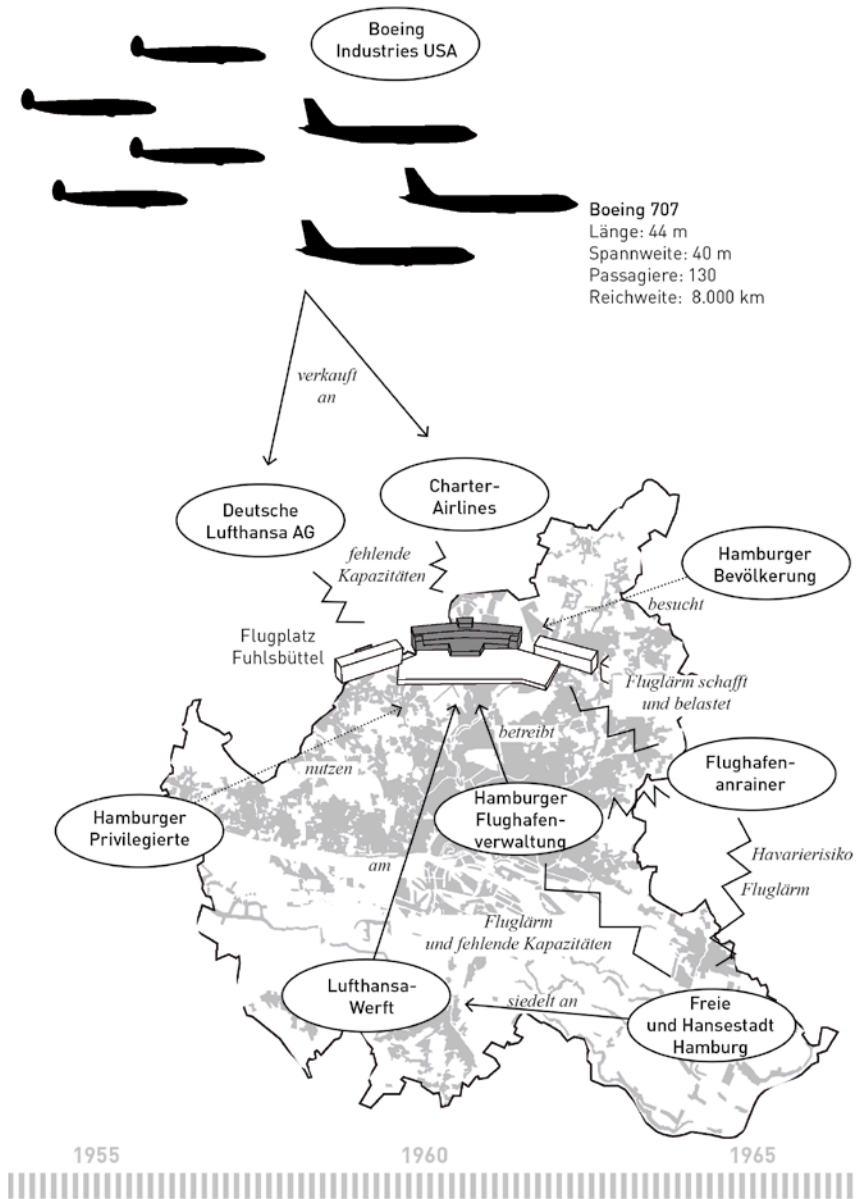 Boeing
Industries USA
Boeing 707
Länge: 44 m
Spannweite: 40 m
Passagiere: 130
Reichweite: 8.000 km
verkauft
an
Charter-
Airlines
Deutsche
Lufthansa AG
fehlende
Kapazitäten
Hamburger
Bevölkerung
besucht
Flugplatz
Fuhlsbüttel
Fluglärm schafft
und belastet
betreibt
nutzen
Flughafen-
anrainer
Hamburger
Privilegierte
Hamburger
Flughafen-
verwaltung
am
Havarierisiko
Fluglärm
Fluglärm
und fehlende Kapazitäten
Lufthansa-
Werft
siedelt an
Freie
und Hansestadt
Hamburg
1955 1960 1965